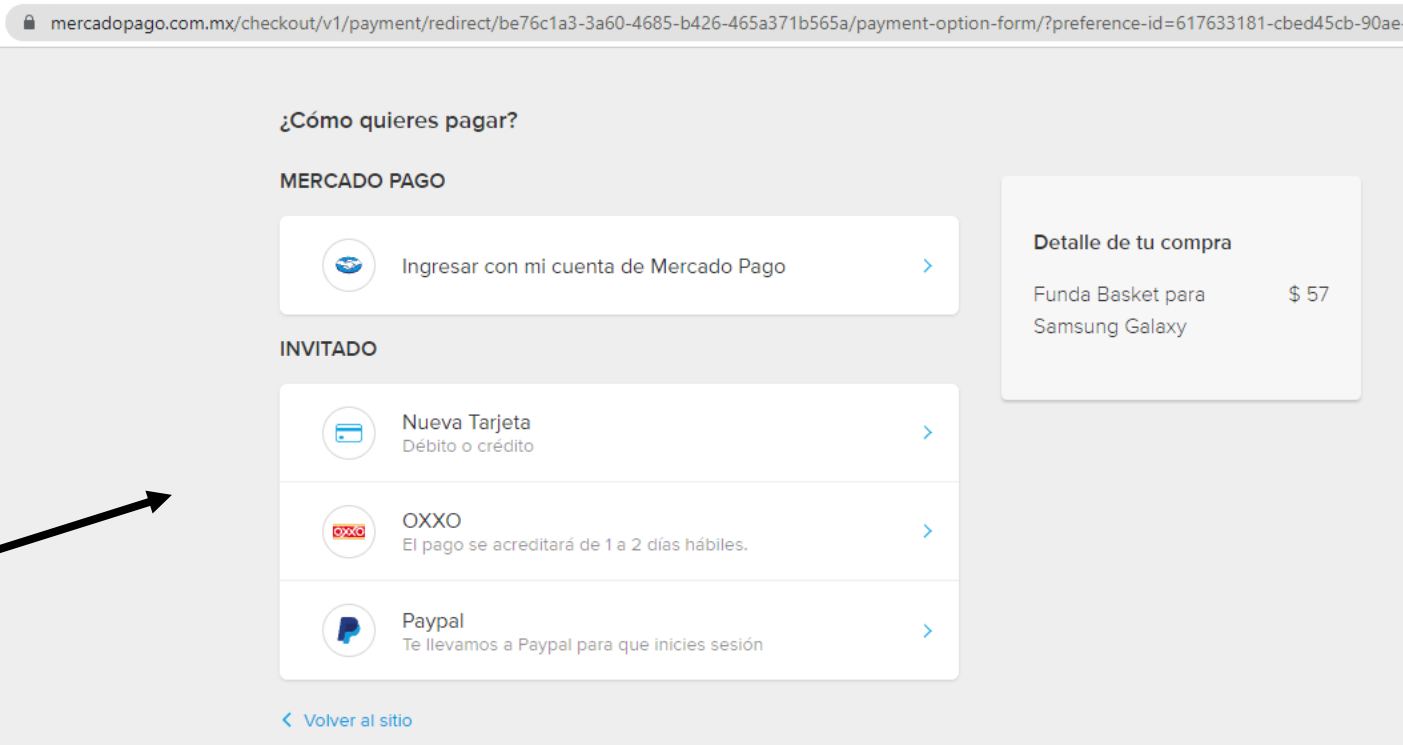 mercadopago.com.mx/checkout/v1/payment/redirect/be76c1a3-3a60-4685-b426-465a371b565a/payment-option-form/?preference-id=617633181-cbed45cb-90ae-
¿Cómo quieres pagar?
MERCADO PAGO
Ingresar con mi cuenta de Mercado Pago
INVITADO
Nueva Tarjeta
Débito o crédito
OXXO
OXXO
El pago se acreditará de 1 a 2 días hábiles.
Paypal
Te llevamos a Paypal para que inicies sesión
Volver al sitio
Detalle de tu compra
Funda Basket para $ 57
Samsung Galaxy